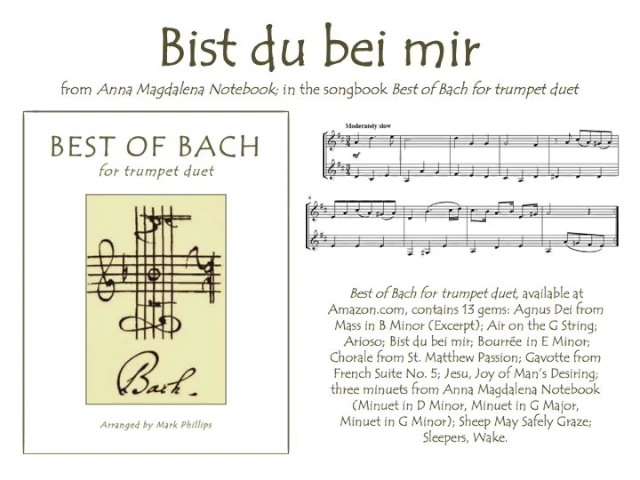 Bist du bei mir
from Anna Magdalena Notebook; in the songbook Best of Bach for trumpet duet
BEST OF BACH
for trumpet duet
Bach.
Arranged by Mark Phillips
Moderately slow
mf
4
Best of Bach for trumpet duet, available at
Amazon.com, contains 13 gems: Agnus Dei from
Mass in B Minor (Excerpt); Air on the G String;
Arioso; Bist du bei mir; Bourrée in E Minor;
Chorale from St. Matthew Passion; Gavotte from
French Suite No. 5; Jesu, Joy of Man's Desiring;
three minuets from Anna Magdalena Notebook
(Minuet in D Minor, Minuet in G Major,
Minuet in G Minor); Sheep May Safely Graze;
Sleepers, Wake.